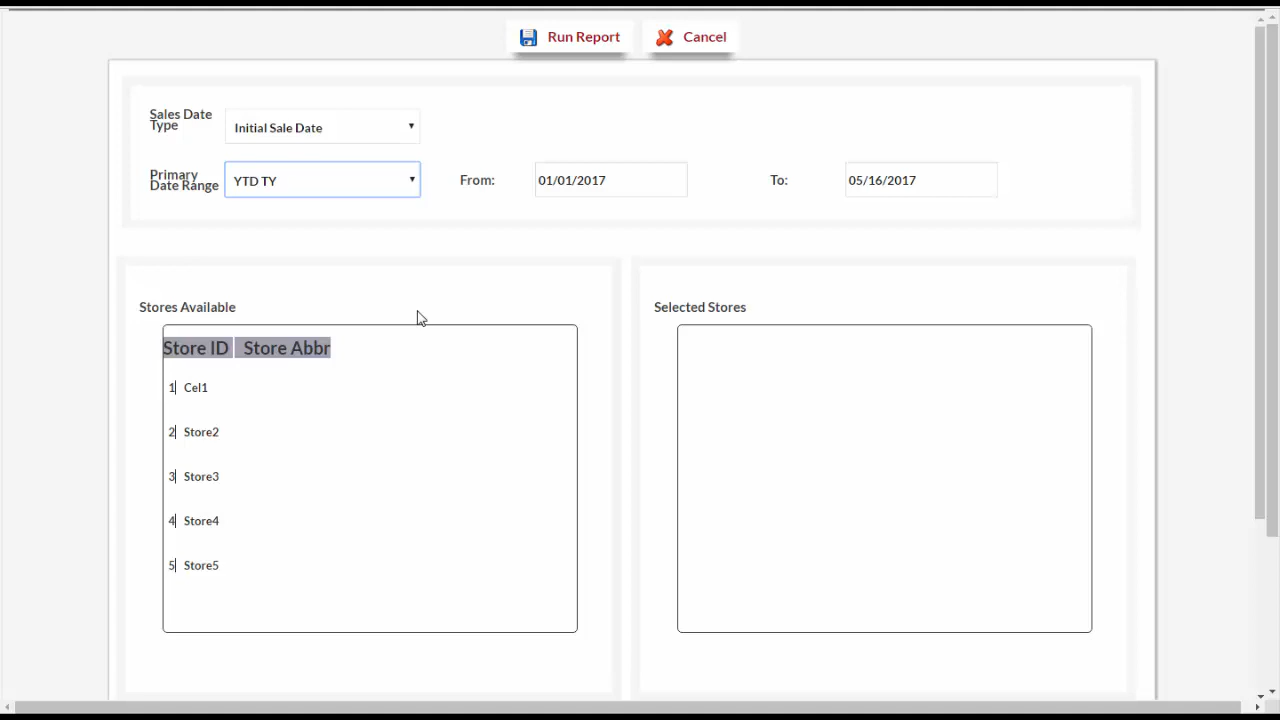 Run Report Cancel
Sales Date Type Initial Sale Date
Primary Date Range YTD TY From: 01/01/2017 To: 05/16/2017
Stores Available Selected Stores
Store ID Store Abbr
1 Cel1
2 Store2
3 Store3
4 Store4
5 Store5